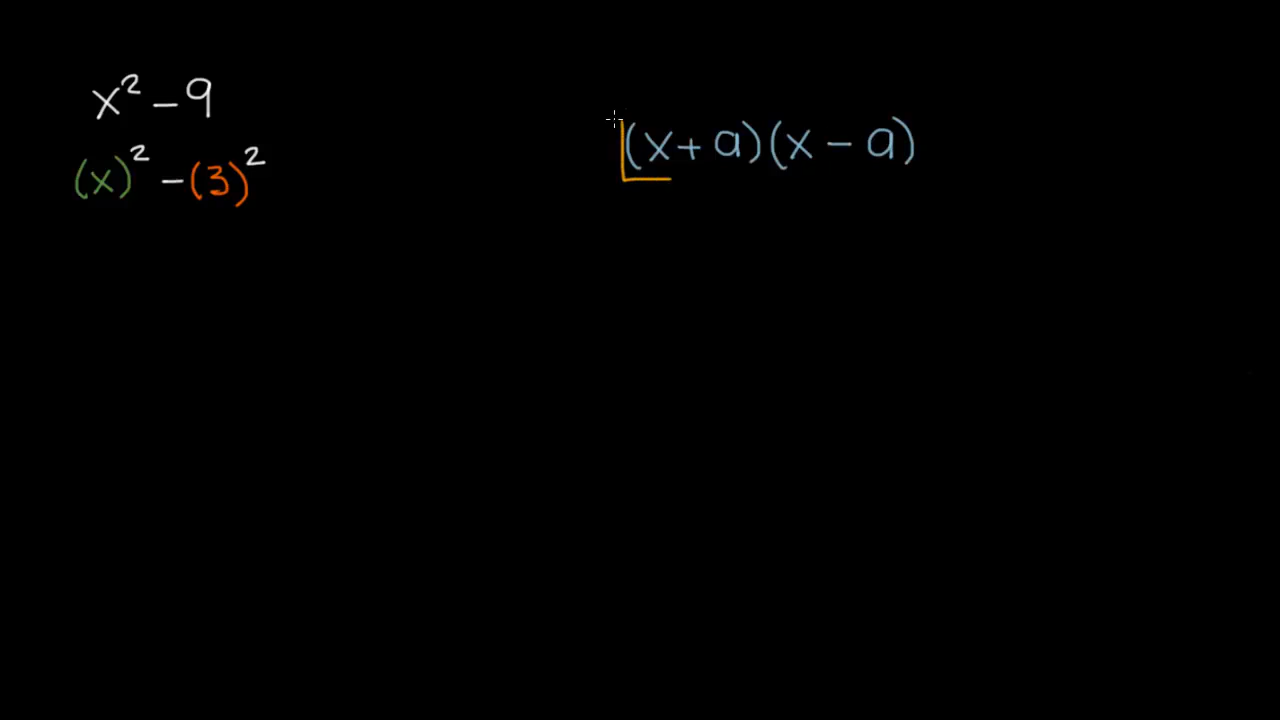 x² - 9
(x)² - (3)²
(x + a)(x - a)